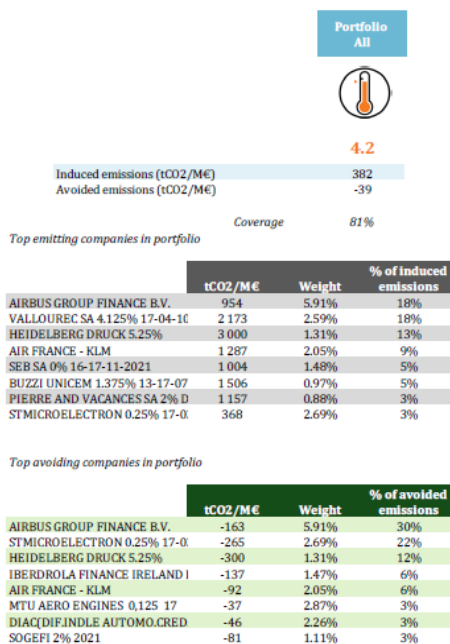 Portfolio
All
4.2
Induced emissions (tCO2/M€) 382
Avoided emissions (tCO2/M€) -39
Coverage 81%
Top emitting companies in portfolio
tCO2/M€ Weight % of induced emissions
AIRBUS GROUP FINANCE B.V. 954 5.91% 18%
VALLOUREC SA 4.125% 17-04-10 2 173 2.59% 18%
HEIDELBERG DRUCK 5.25% 3 000 1.31% 13%
AIR FRANCE - KLM 1 287 2.05% 9%
SEB SA 0% 16-17-11-2021 1 004 1.48% 5%
BUZZI UNICEM 1.375% 13-17-07 1 506 0.97% 5%
PIERRE AND VACANCES SA 2% D 1 157 0.88% 3%
STMICROELECTRON 0.25% 17-0 368 2.69% 3%
Top avoiding companies in portfolio
tCO2/M€ Weight % of avoided emissions
AIRBUS GROUP FINANCE B.V. -163 5.91% 30%
STMICROELECTRON 0.25% 17-0 -265 2.69% 22%
HEIDELBERG DRUCK 5.25% -300 1.31% 12%
IBERDROLA FINANCE IRELAND -137 1.47% 6%
AIR FRANCE - KLM -92 2.05% 6%
MTU AERO ENGINES 0,125 17 -37 2.87% 3%
DIAC(DIF.INDLE AUTOMO.CRED -46 2.26% 3%
SOGEFI 2% 2021 -81 1.11% 3%